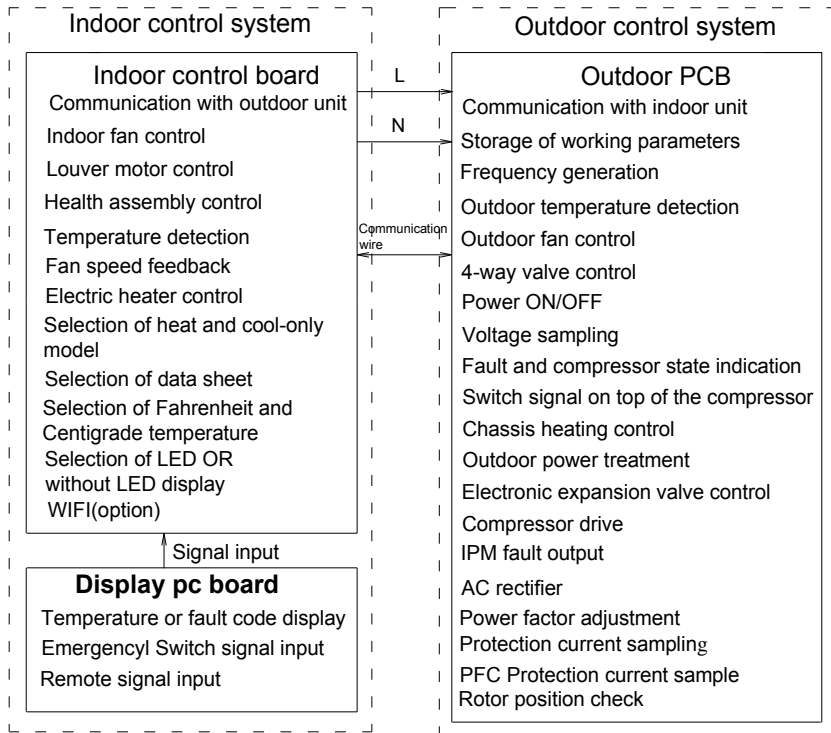 Indoor control system
Indoor control board
Communication with outdoor unit
Indoor fan control
Louver motor control
Health assembly control
Temperature detection
Fan speed feedback
Electric heater control
Selection of heat and cool-only
model
Selection of data sheet
Selection of Fahrenheit and
Centigrade temperature
Selection of LED OR
without LED display
WIFI(option)
Signal input
Display pc board
Temperature or fault code display
Emergencyl Switch signal input
Remote signal input
L
N
Communication
wire
Outdoor control system
Outdoor PCB
Communication with indoor unit
Storage of working parameters
Frequency generation
Outdoor temperature detection
Outdoor fan control
4-way valve control
Power ON/OFF
Voltage sampling
Fault and compressor state indication
Switch signal on top of the compressor
Chassis heating control
Outdoor power treatment
Electronic expansion valve control
Compressor drive
IPM fault output
AC rectifier
Power factor adjustment
Protection current sampling
PFC Protection current sample
Rotor position check